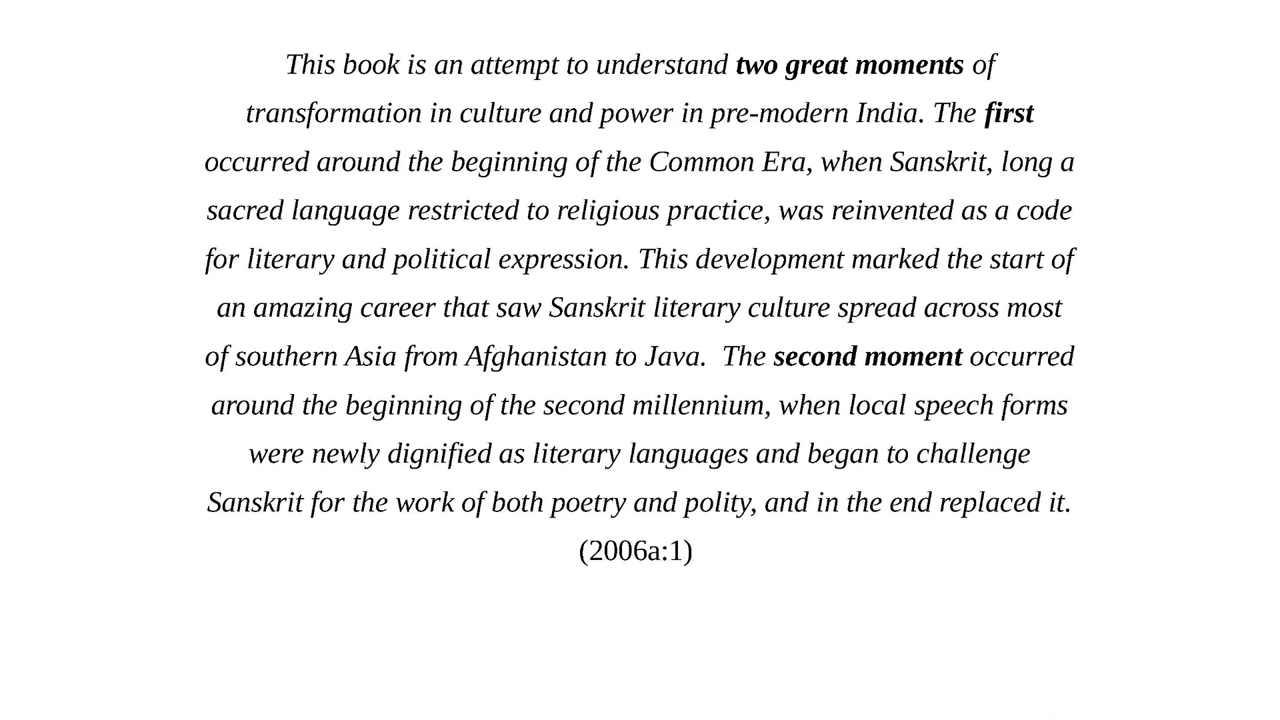 This book is an attempt to understand two great moments of
transformation in culture and power in pre-modern India. The first
occurred around the beginning of the Common Era, when Sanskrit, long a
sacred language restricted to religious practice, was reinvented as a code
for literary and political expression. This development marked the start of
an amazing career that saw Sanskrit literary culture spread across most
of southern Asia from Afghanistan to Java.  The second moment occurred
around the beginning of the second millennium, when local speech forms
were newly dignified as literary languages and began to challenge
Sanskrit for the work of both poetry and polity, and in the end replaced it.
(2006a:1)